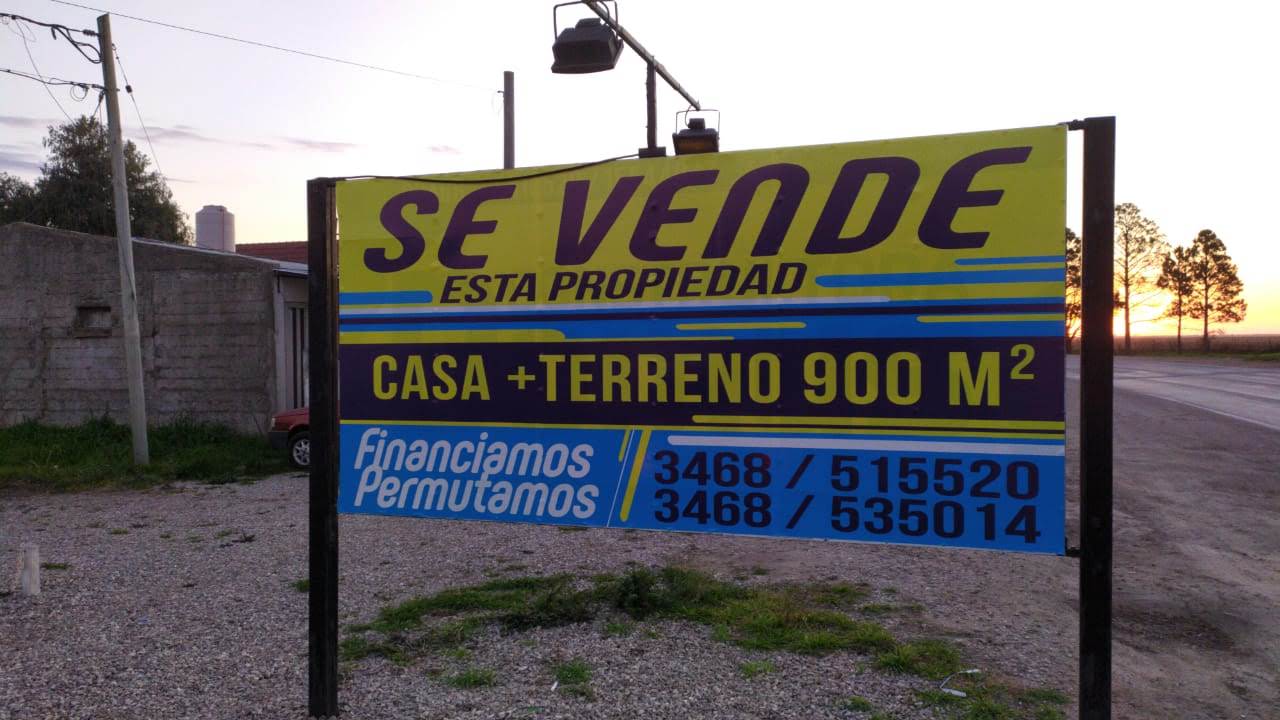 SE VENDE
ESTA PROPIEDAD
CASA + TERRENO 900 M²
Financiamos
Permutamos
3468 / 515520
3468 / 535014